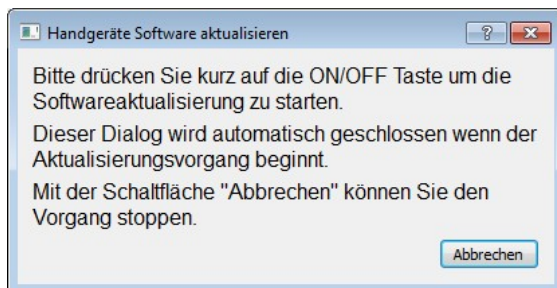 Handgeräte Software aktualisieren
Bitte drücken Sie kurz auf die ON/OFF Taste um die
Softwareaktualisierung zu starten.
Dieser Dialog wird automatisch geschlossen wenn der
Aktualisierungsvorgang beginnt.
Mit der Schaltfläche "Abbrechen" können Sie den
Vorgang stoppen.
Abbrechen